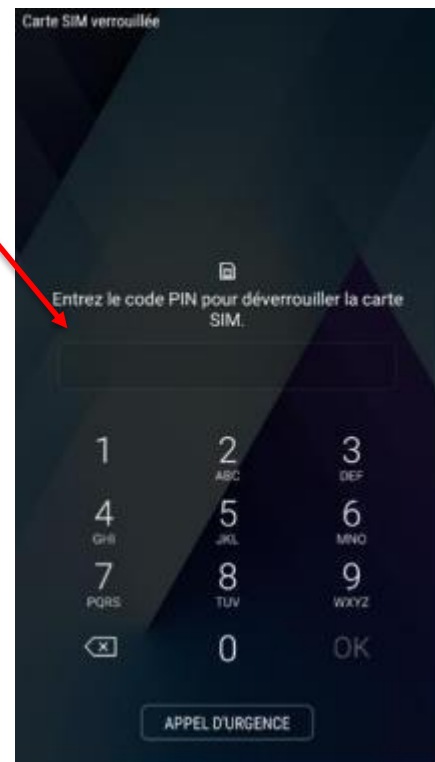 Carte SIM verrouillée
Entrez le code PIN pour déverrouiller la carte
SIM.
1 2 3
ABC DEF
4 5 6
GHI JKL MNO
7 8 9
PQRS TUV WXYZ
0 OK
APPEL D'URGENCE